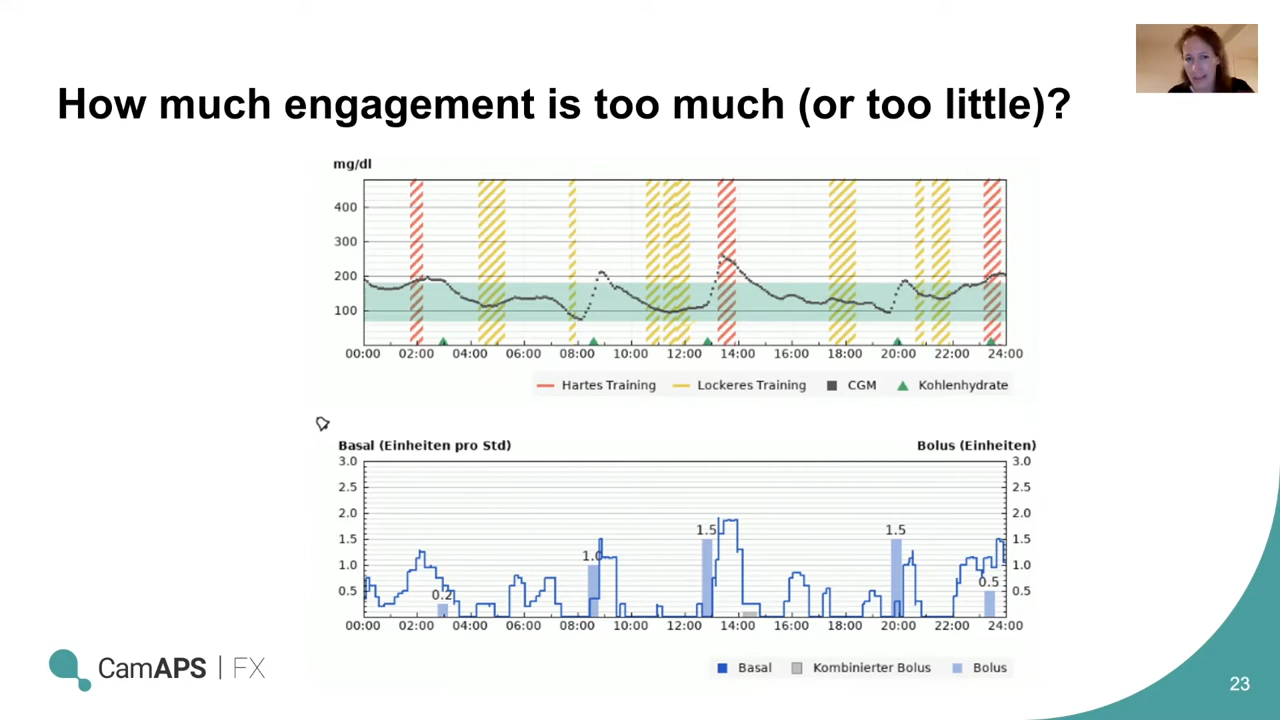 How much engagement is too much (or too little)?
mg/dl
400
300
200
100
00:00 02:00 04:00 06:00 08:00 10:00 12:00 14:00 16:00 18:00 20:00 22:00 24:00
Hartes Training Lockeres Training CGM Kohlenhydrate
Basal (Einheiten pro Std) Bolus (Einheiten)
3.0 3.0
2.5 2.5
2.0 2.0
1.5 1.5 1.5 1.5
1.0 1.0 1.0
0.5 0.2 0.5 0.5
00:00 02:00 04:00 06:00 08:00 10:00 12:00 14:00 16:00 18:00 20:00 22:00 24:00
Basal Kombinierter Bolus Bolus
CamAPS | FX
23